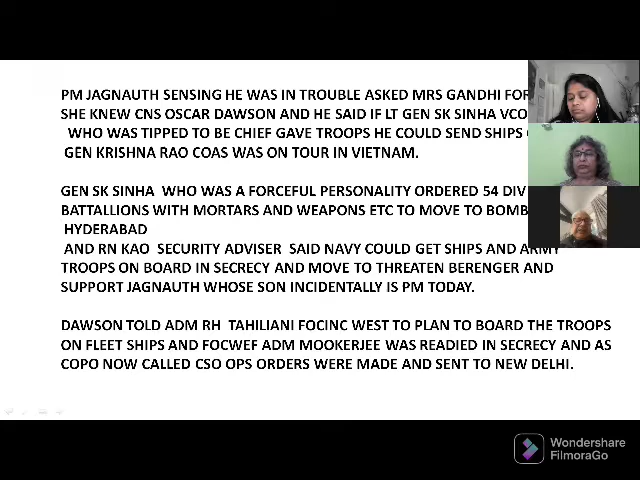 PM JAGNAUTH SENSING HE WAS IN TROUBLE ASKED MRS GANDHI FOR
SHE KNEW CNS OSCAR DAWSON AND HE SAID IF LT GEN SK SINHA VCO
WHO WAS TIPPED TO BE CHIEF GAVE TROOPS HE COULD SEND SHIPS
GEN KRISHNA RAO COAS WAS ON TOUR IN VIETNAM.
GEN SK SINHA WHO WAS A FORCEFUL PERSONALITY ORDERED 54 DIV
BATTALLIONS WITH MORTARS AND WEAPONS ETC TO MOVE TO BOMB
HYDERABAD
AND RN KAO SECURITY ADVISER SAID NAVY COULD GET SHIPS AND ARMY
TROOPS ON BOARD IN SECRECY AND MOVE TO THREATEN BERENGER AND
SUPPORT JAGNAUTH WHOSE SON INCIDENTALLY IS PM TODAY.
DAWSON TOLD ADM RH TAHILIANI FOCINC WEST TO PLAN TO BOARD THE TROOPS
ON FLEET SHIPS AND FOCWEF ADM MOOKERJEE WAS READIED IN SECRECY AND AS
COPO NOW CALLED CSO OPS ORDERS WERE MADE AND SENT TO NEW DELHI.
Wondershare
FilmoraGo